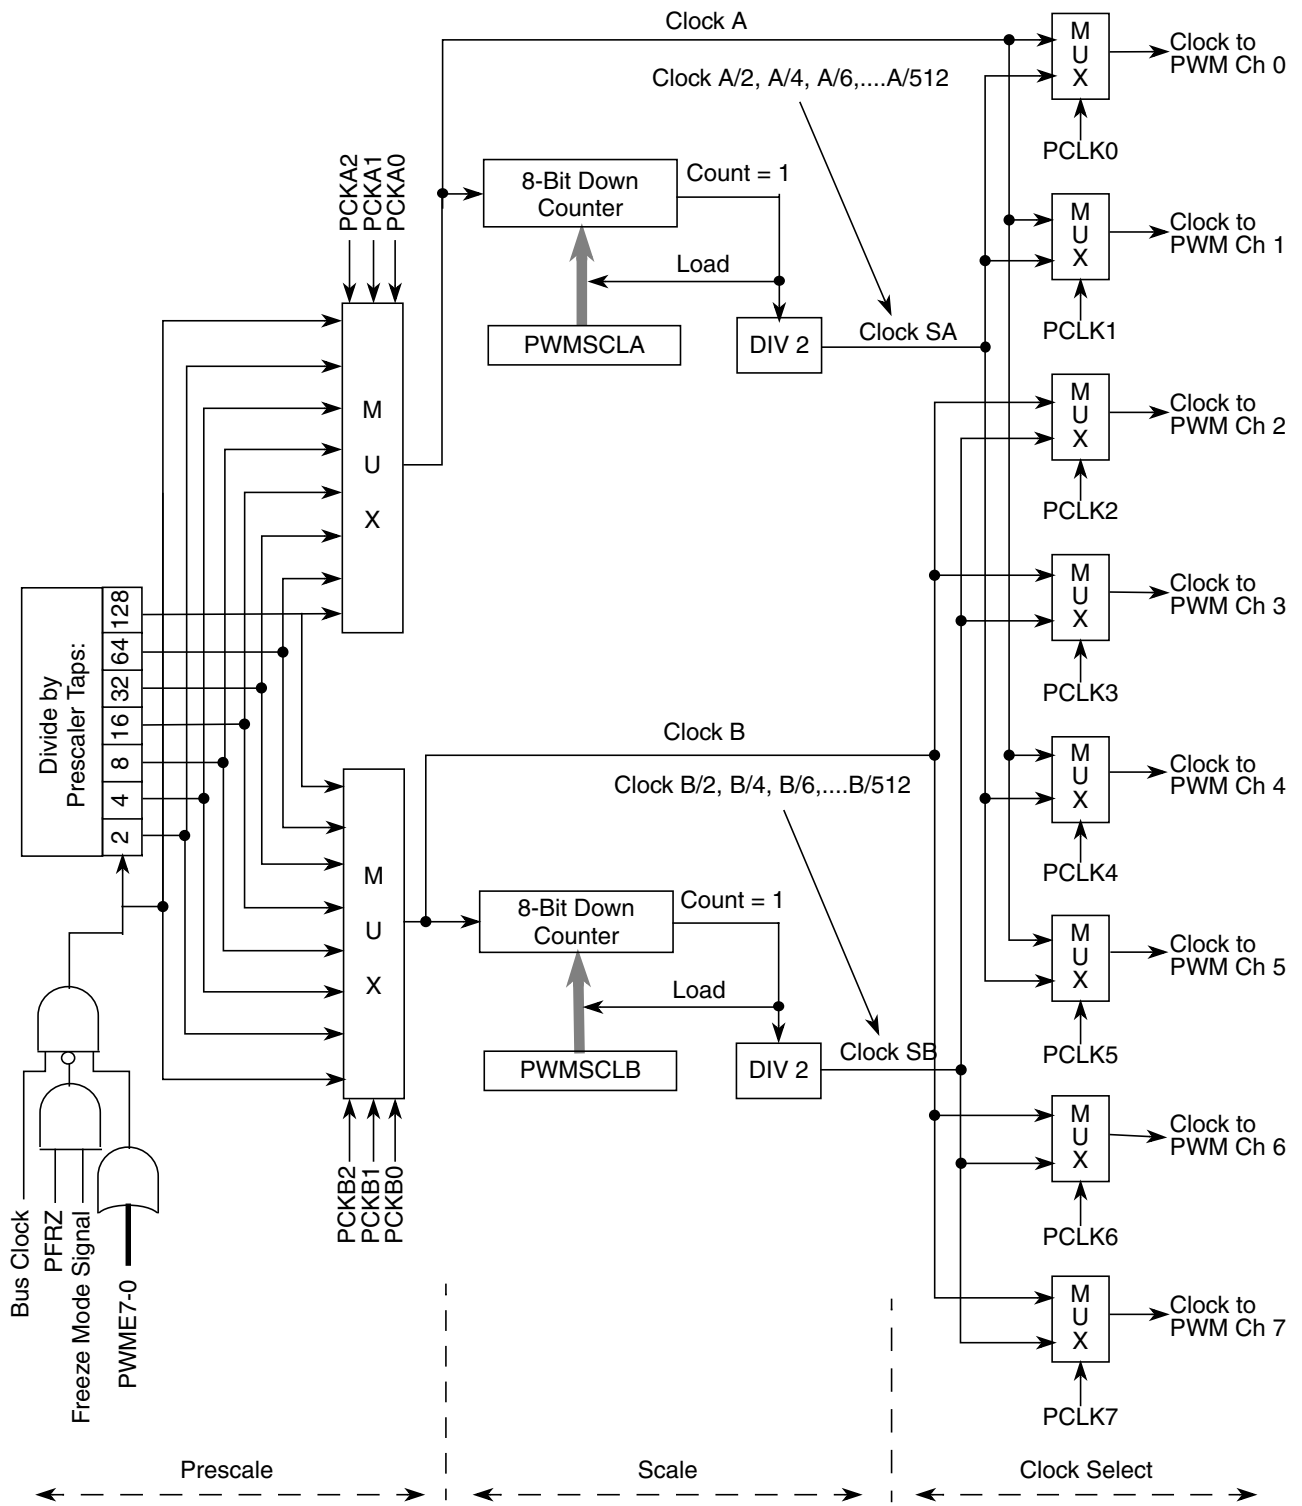 Clock A
Clock A/2, A/4, A/6,....A/512
PCKA2
PCKA1
PCKA0
8-Bit Down
Counter
Count = 1
Load
PWMSCLA
DIV 2
Clock SA
M
U
X
Divide by
Prescaler Taps:
128
64
32
16
8
4
2
Clock B
Clock B/2, B/4, B/6,....B/512
M
U
X
8-Bit Down
Counter
Count = 1
Load
PWMSCLB
DIV 2
Clock SB
PCKB2
PCKB1
PCKB0
Bus Clock
PFRZ
Freeze Mode Signal
PWME7-0
M
U
X
Clock to
PWM Ch 0
PCLK0
M
U
X
Clock to
PWM Ch 1
PCLK1
M
U
X
Clock to
PWM Ch 2
PCLK2
M
U
X
Clock to
PWM Ch 3
PCLK3
M
U
X
Clock to
PWM Ch 4
PCLK4
M
U
X
Clock to
PWM Ch 5
PCLK5
M
U
X
Clock to
PWM Ch 6
PCLK6
M
U
X
Clock to
PWM Ch 7
PCLK7
Prescale
Scale
Clock Select